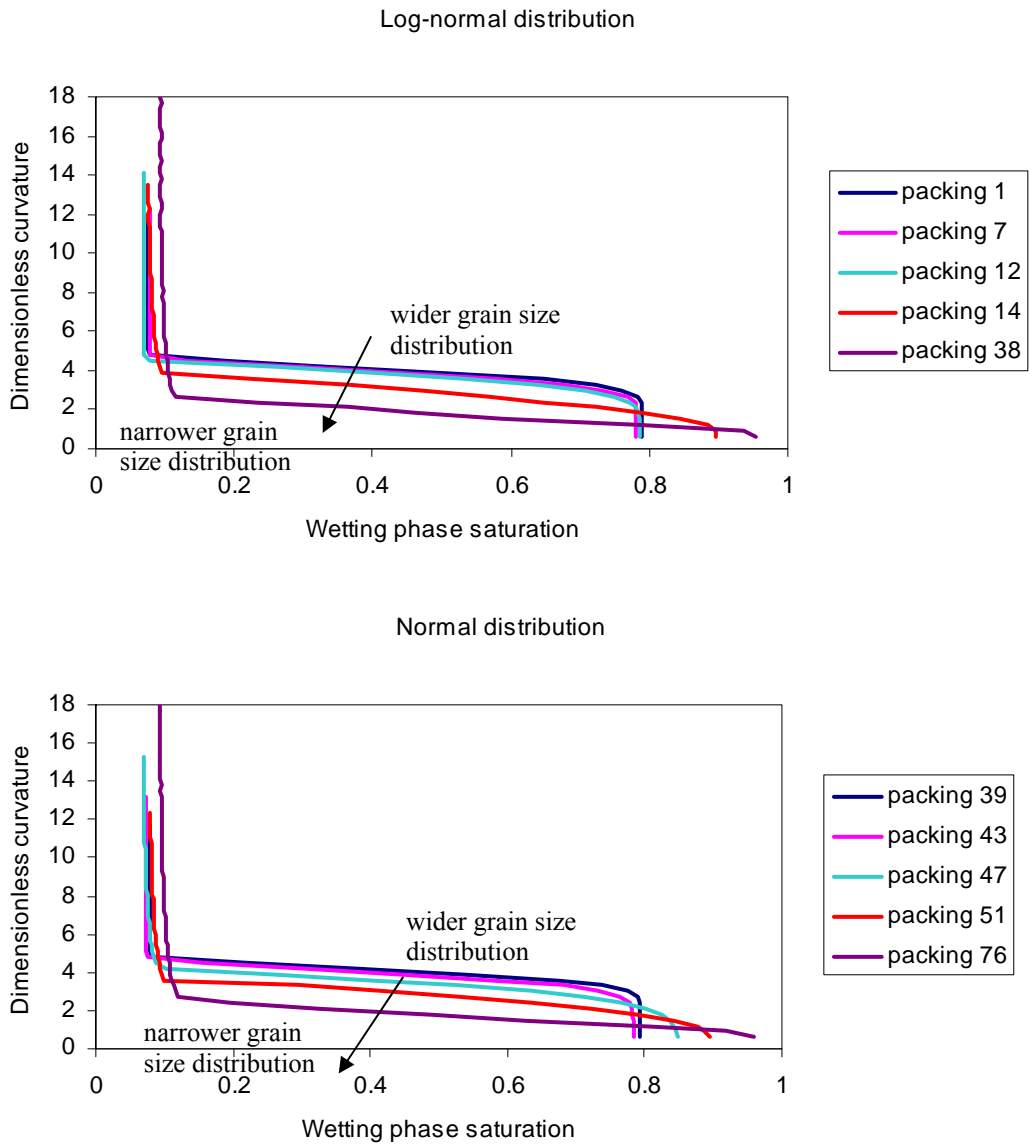 Log-normal distribution
18
16
14
12
10
8
6
4
2
0
Dimensionless curvature
wider grain size
distribution
narrower grain
size distribution
0
0.2
0.4
0.6
0.8
1
Wetting phase saturation
packing 1
packing 7
packing 12
packing 14
packing 38
Normal distribution
18
16
14
12
10
8
6
4
2
0
Dimensionless curvature
wider grain size
distribution
narrower grain
size distribution
0
0.2
0.4
0.6
0.8
1
Wetting phase saturation
packing 39
packing 43
packing 47
packing 51
packing 76